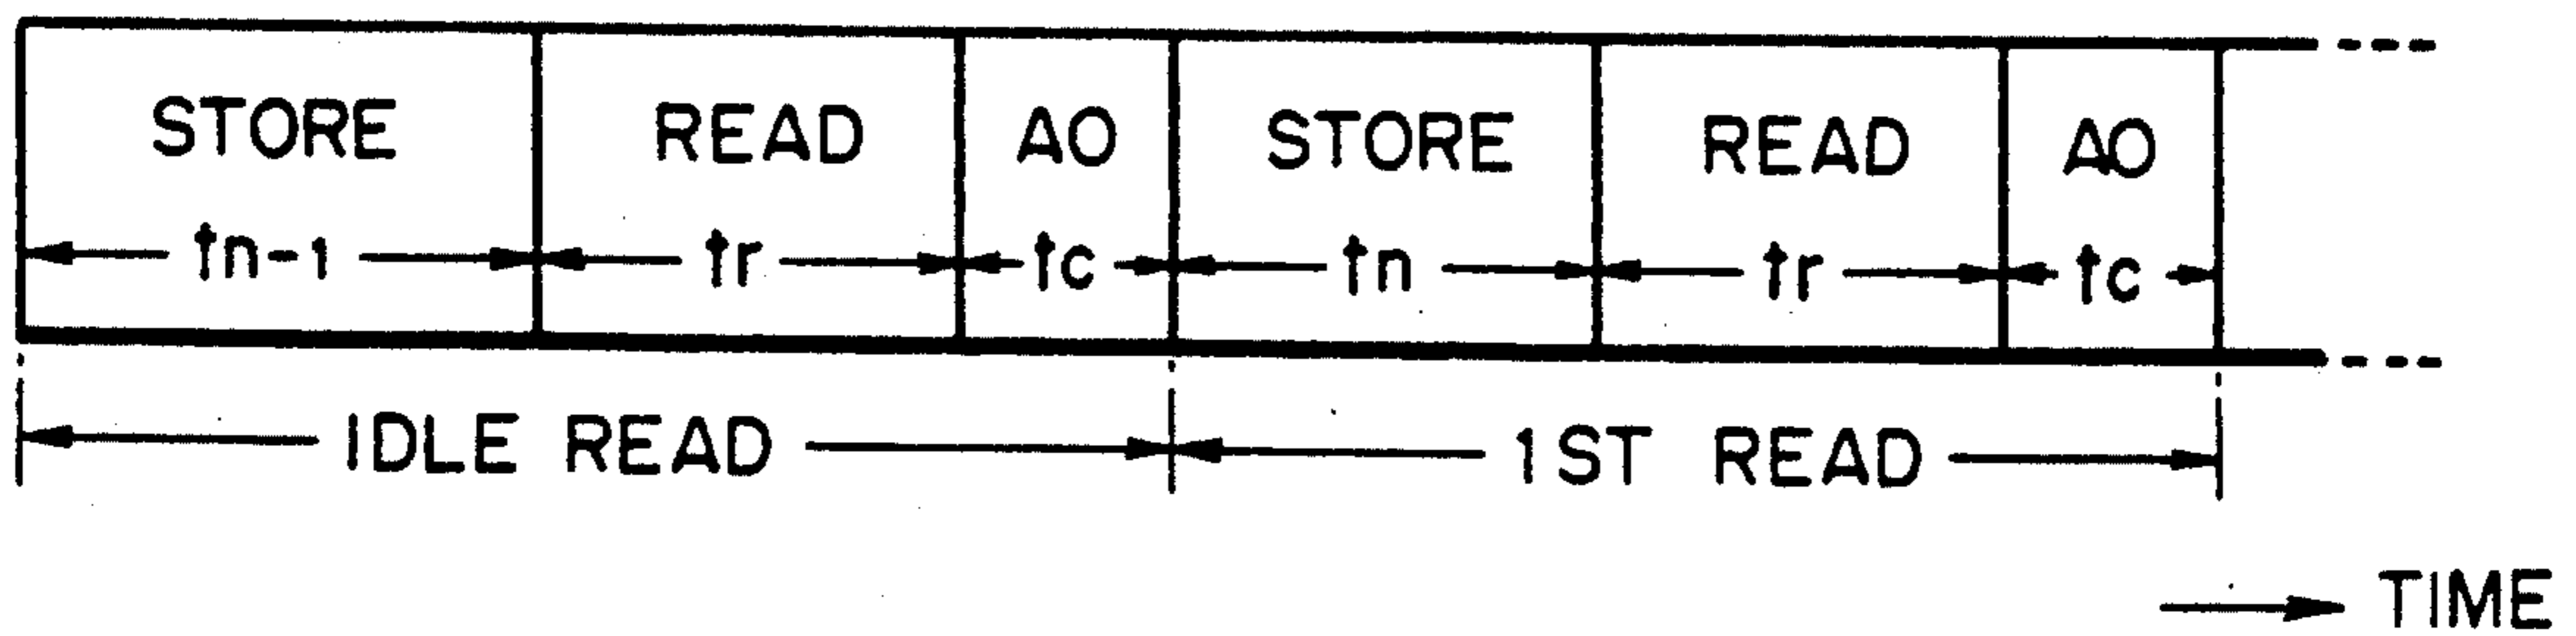 STORE READ AO STORE READ AO
tn-1 tr tc tn tr tc
IDLE READ 1ST READ
TIME